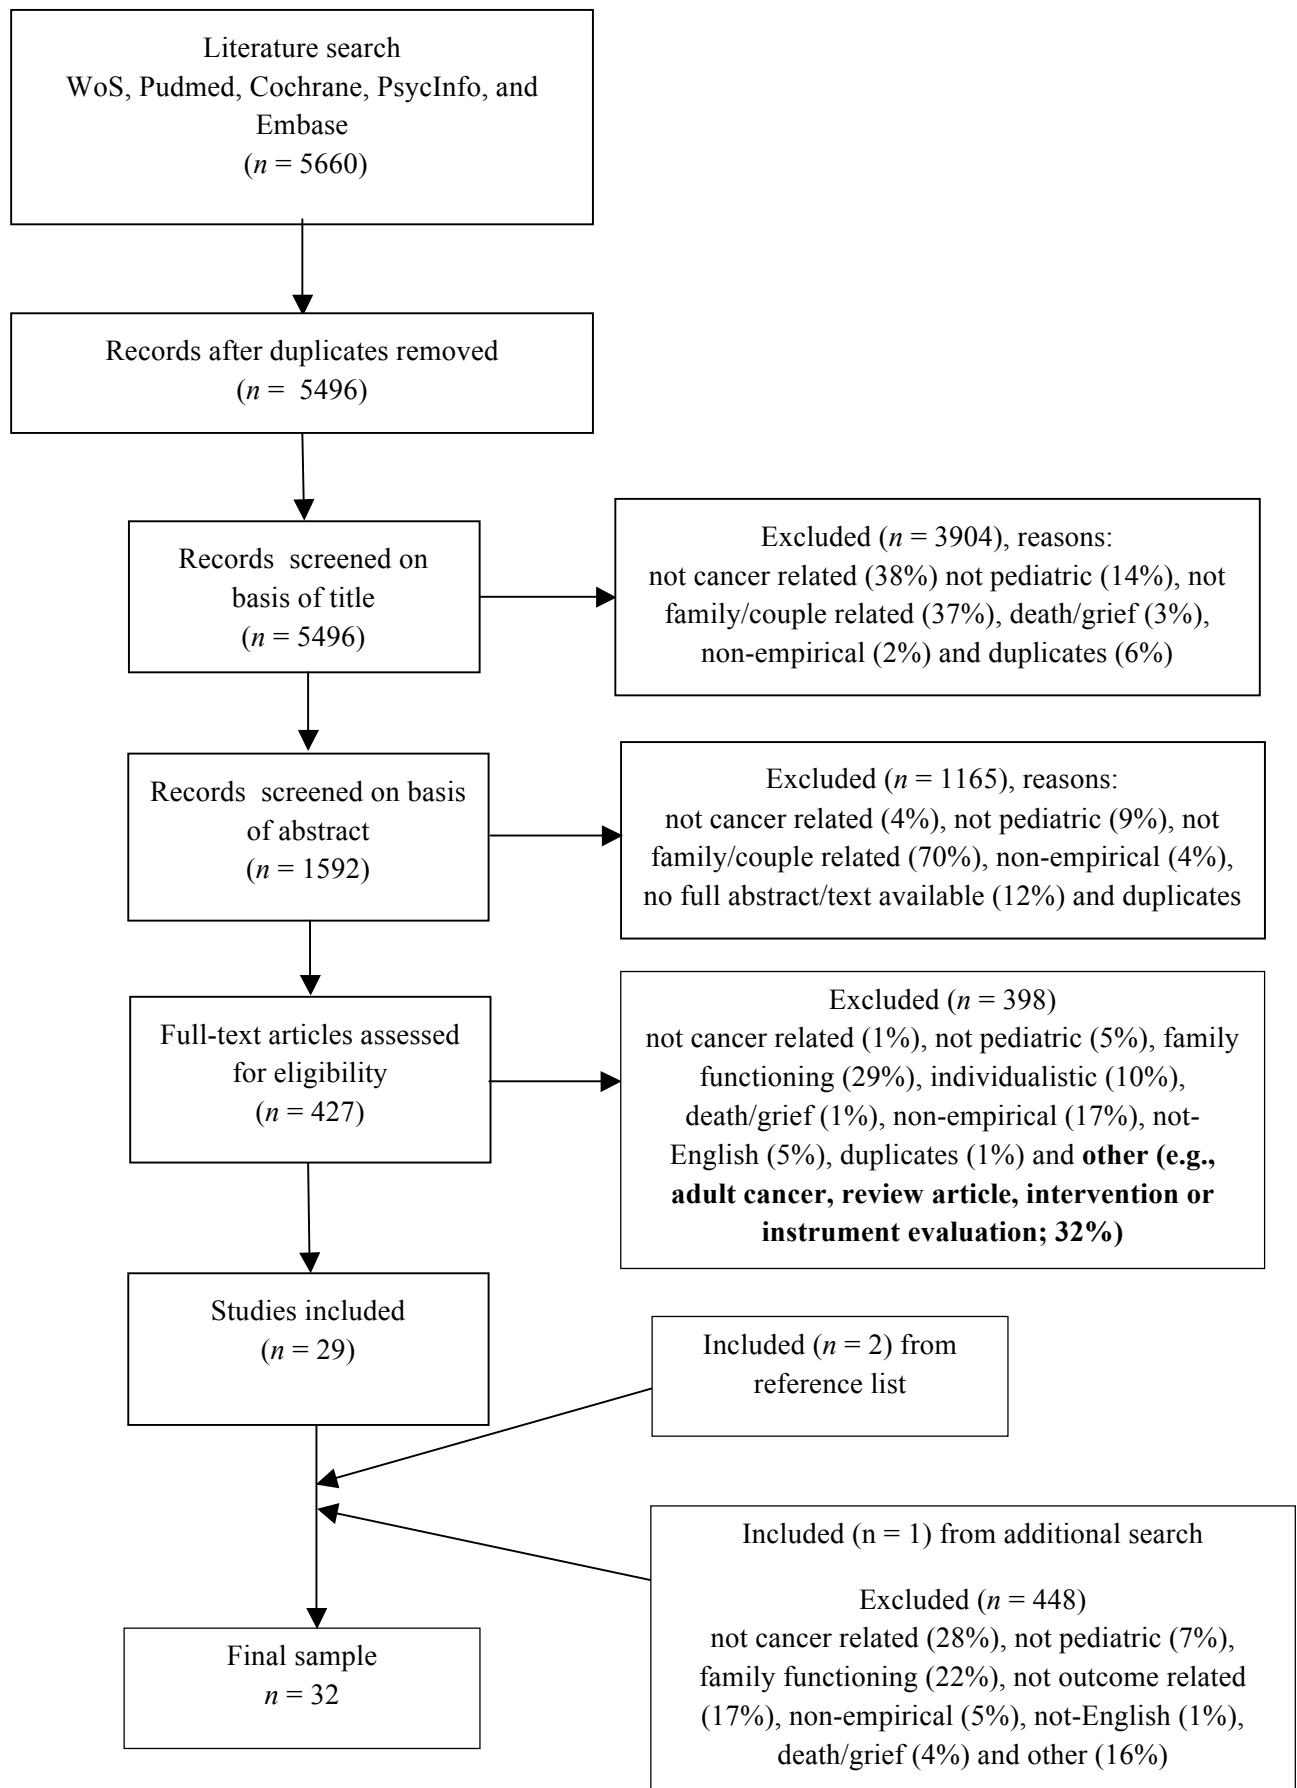 Literature search
WoS, Pudmed, Cochrane, PsycInfo, and
Embase
(n = 5660)
Records after duplicates removed
(n = 5496)
Records screened on
basis of title
(n = 5496)
Excluded (n = 3904), reasons:
not cancer related (38%) not pediatric (14%), not
family/couple related (37%), death/grief (3%),
non-empirical (2%) and duplicates (6%)
Records screened on basis
of abstract
(n = 1592)
Excluded (n = 1165), reasons:
not cancer related (4%), not pediatric (9%), not
family/couple related (70%), non-empirical (4%),
no full abstract/text available (12%) and duplicates
Full-text articles assessed
for eligibility
(n = 427)
Excluded (n = 398)
not cancer related (1%), not pediatric (5%), family
functioning (29%), individualistic (10%),
death/grief (1%), non-empirical (17%), not-
English (5%), duplicates (1%) and other (e.g.,
adult cancer, review article, intervention or
instrument evaluation; 32%)
Studies included
(n = 29)
Included (n = 2) from
reference list
Included (n = 1) from additional search
Excluded (n = 448)
not cancer related (28%), not pediatric (7%),
family functioning (22%), not outcome related
(17%), non-empirical (5%), not-English (1%),
death/grief (4%) and other (16%)
Final sample
n = 32